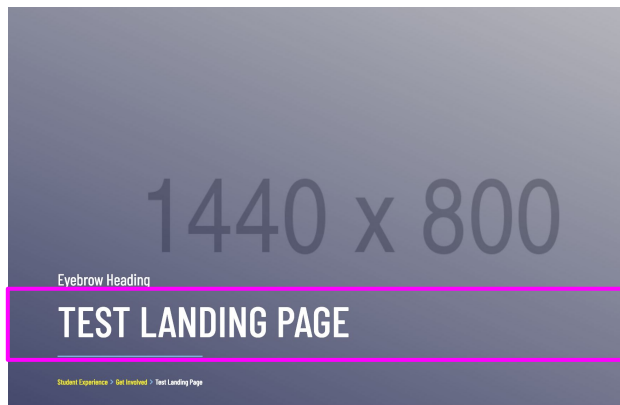 1440 x 800
Eyebrow Heading
TEST LANDING PAGE
Student Experience > Get Involved > Test Landing Page